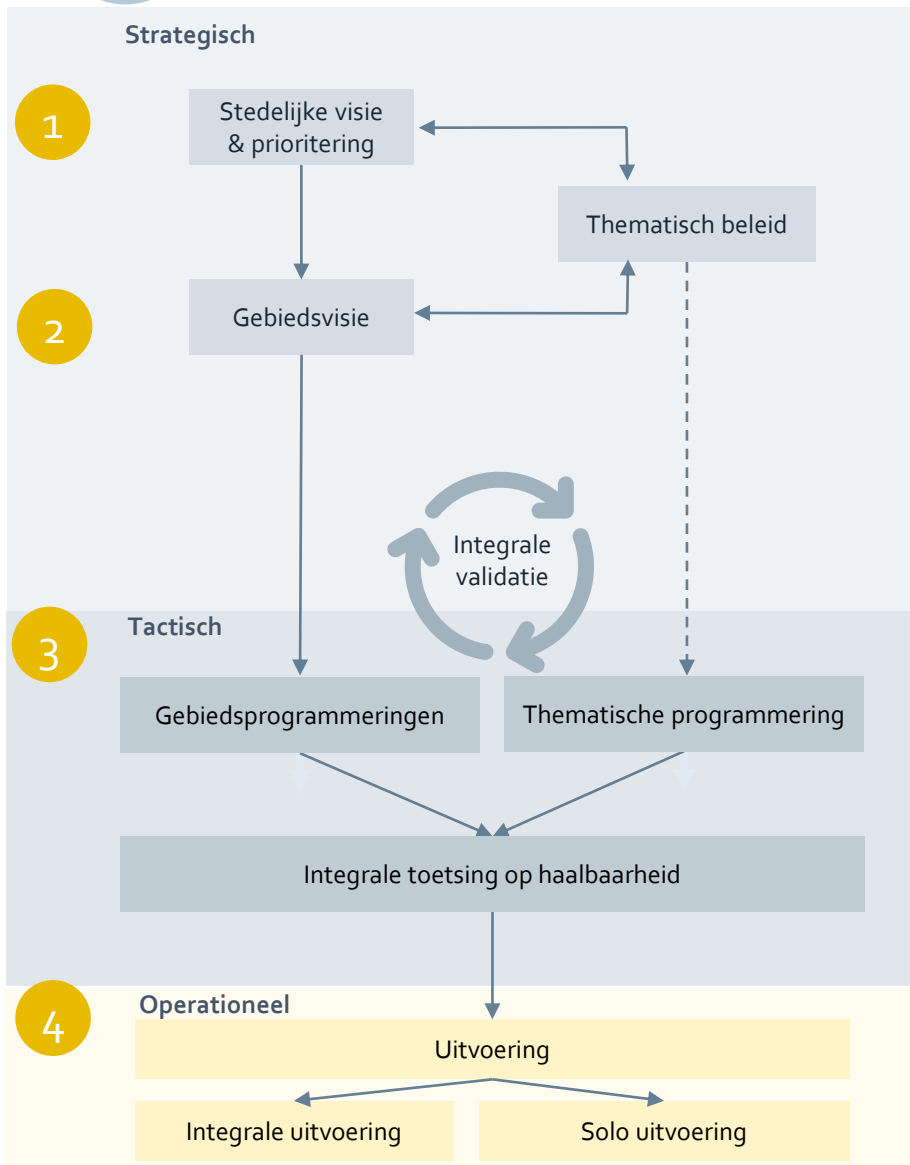 Strategisch
1
Stedelijke visie
& prioritering
Thematisch beleid
2
Gebiedsvisie
Integrale
validatie
3
Tactisch
Gebiedsprogrammeringen
Thematische programmering
Integrale toetsing op haalbaarheid
4
Operationeel
Uitvoering
Integrale uitvoering
Solo uitvoering